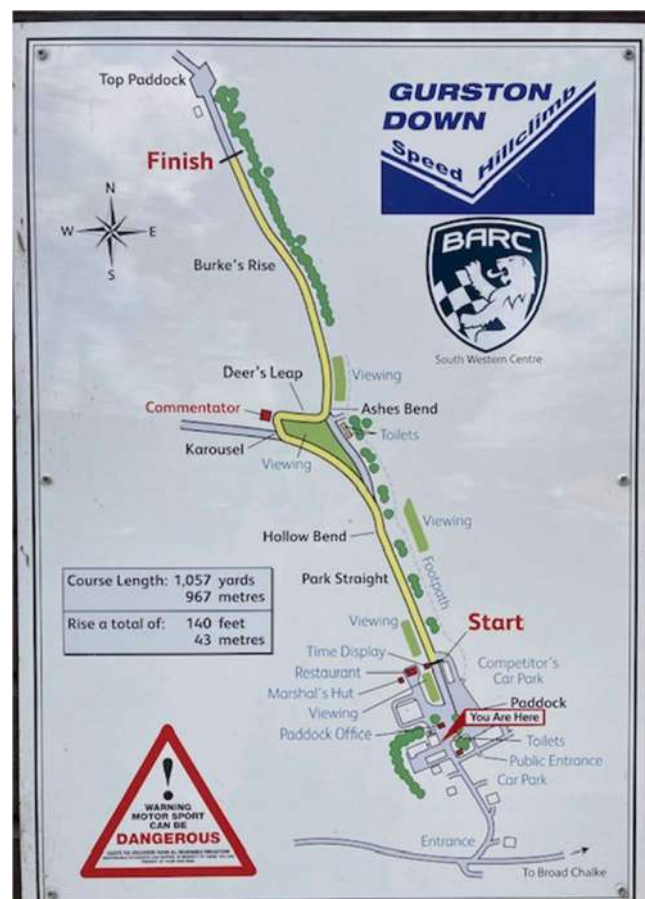 Top Paddock
GURSTON
DOWN
Speed Hillclimb
Finish
N
W E
S
BARC
South Western Centre
Burke's Rise
Deer's Leap
Viewing
Commentator
Ashes Bend
Toilets
Karousel
Viewing
Viewing
Hollow Bend
Footpath
Park Straight
Course Length: 1,057 yards
967 metres
Rise a total of: 140 feet
43 metres
Viewing
Start
Time Display
Restaurant
Competitor's
Car Park
Marshal's Hut
Viewing
Paddock
You Are Here
Paddock Office
Toilets
Public Entrance
Car Park
!
WARNING
MOTOR SPORT
CAN BE
DANGEROUS
Entrance
To Broad Chalke